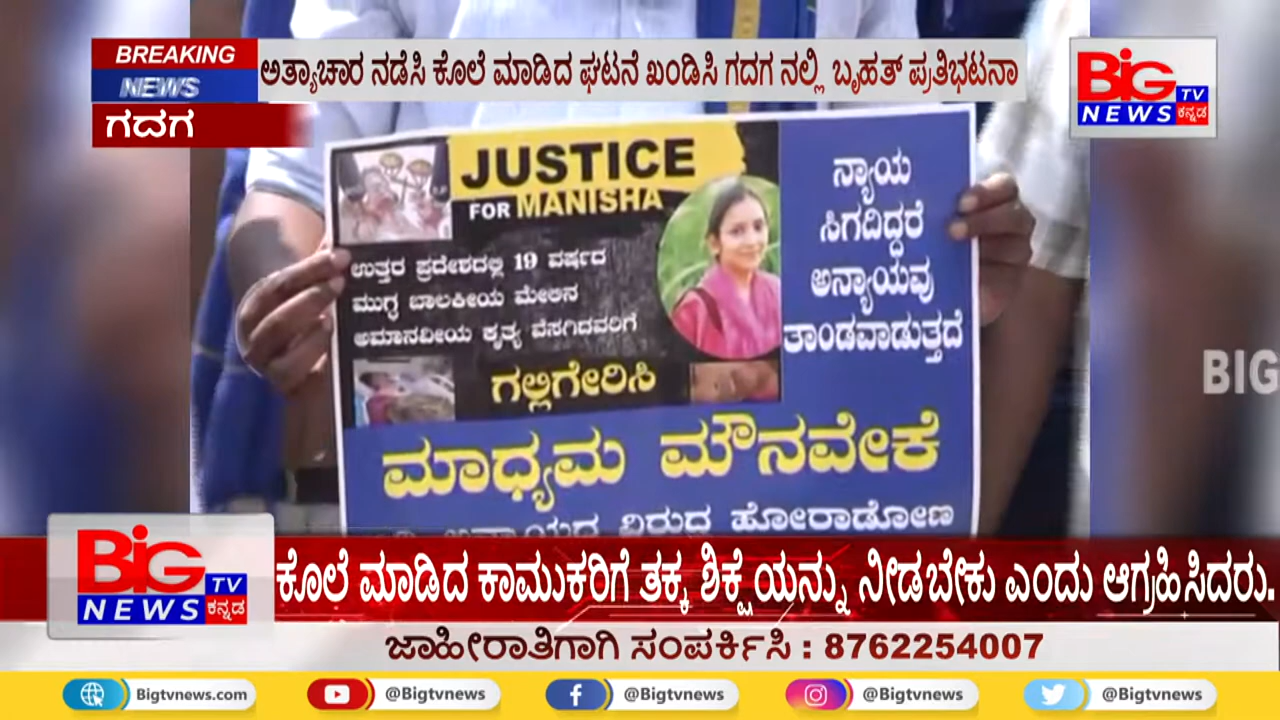 BREAKING
NEWS
ಅತ್ಯಾಚಾರ ನಡೆಸಿ ಕೊಲೆ ಮಾಡಿದ ಘಟನೆ ಖಂಡಿಸಿ ಗದಗ ನಲ್ಲಿ ಬೃಹತ್ ಪ್ರತಿಭಟನಾ
ಗದಗ
BIG
NEWS
TV
ಕನ್ನಡ
JUSTICE
FOR MANISHA
ಉತ್ತರ ಪ್ರದೇಶದಲ್ಲಿ 19 ವರ್ಷದ
ಮುಗ್ಧ ಬಾಲಕೀಯ ಮೇಲಿನ
ಅಮಾನವೀಯ ಕೃತ್ಯ ವೆಸಗಿದವರಿಗೆ
ಗಲ್ಲಿಗೇರಿಸಿ
ನ್ಯಾಯ
ಸಿಗದಿದ್ದರೆ
ಅನ್ಯಾಯವು
ತಾಂಡವಾಡುತ್ತದೆ
ಮಾಧ್ಯಮ ಮೌನವೇಕೆ
ಅನ್ಯಾಯದ ವಿರುದ್ಧ ಹೋರಾಡೋಣ
BIG
BIG
NEWS
TV
ಕನ್ನಡ
ಕೊಲೆ ಮಾಡಿದ ಕಾಮುಕರಿಗೆ ತಕ್ಕ ಶಿಕ್ಷೆಯನ್ನು ನೀಡಬೇಕು ಎಂದು ಆಗ್ರಹಿಸಿದರು.
ಜಾಹೀರಾತಿಗಾಗಿ ಸಂಪರ್ಕಿಸಿ : 8762254007
Bigtvnews.com
@Bigtvnews
@Bigtvnews
@Bigtvnews
@Bigtvnews